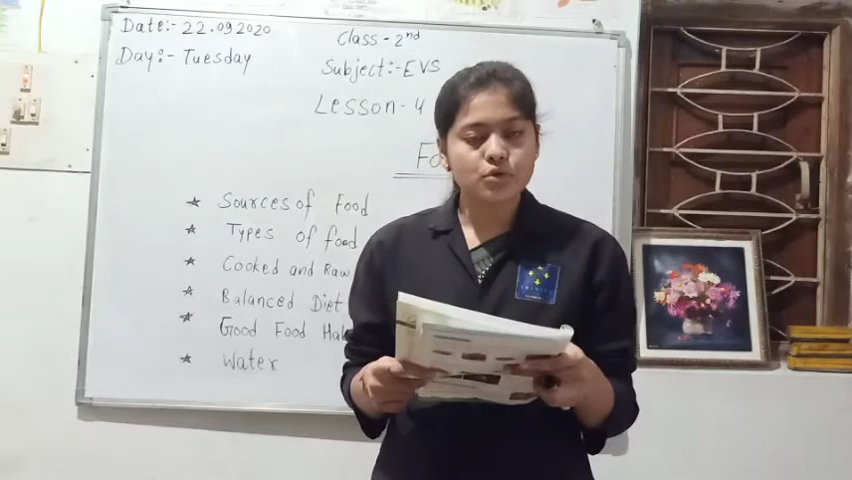 Date:- 22.09.2020
Class - 2nd
Day:- Tuesday
Subject:- EVS
Lesson - 4
Sources of Food
Types of food
Cooked and Raw
Balanced Diet
Good Food
Water
TRINITY